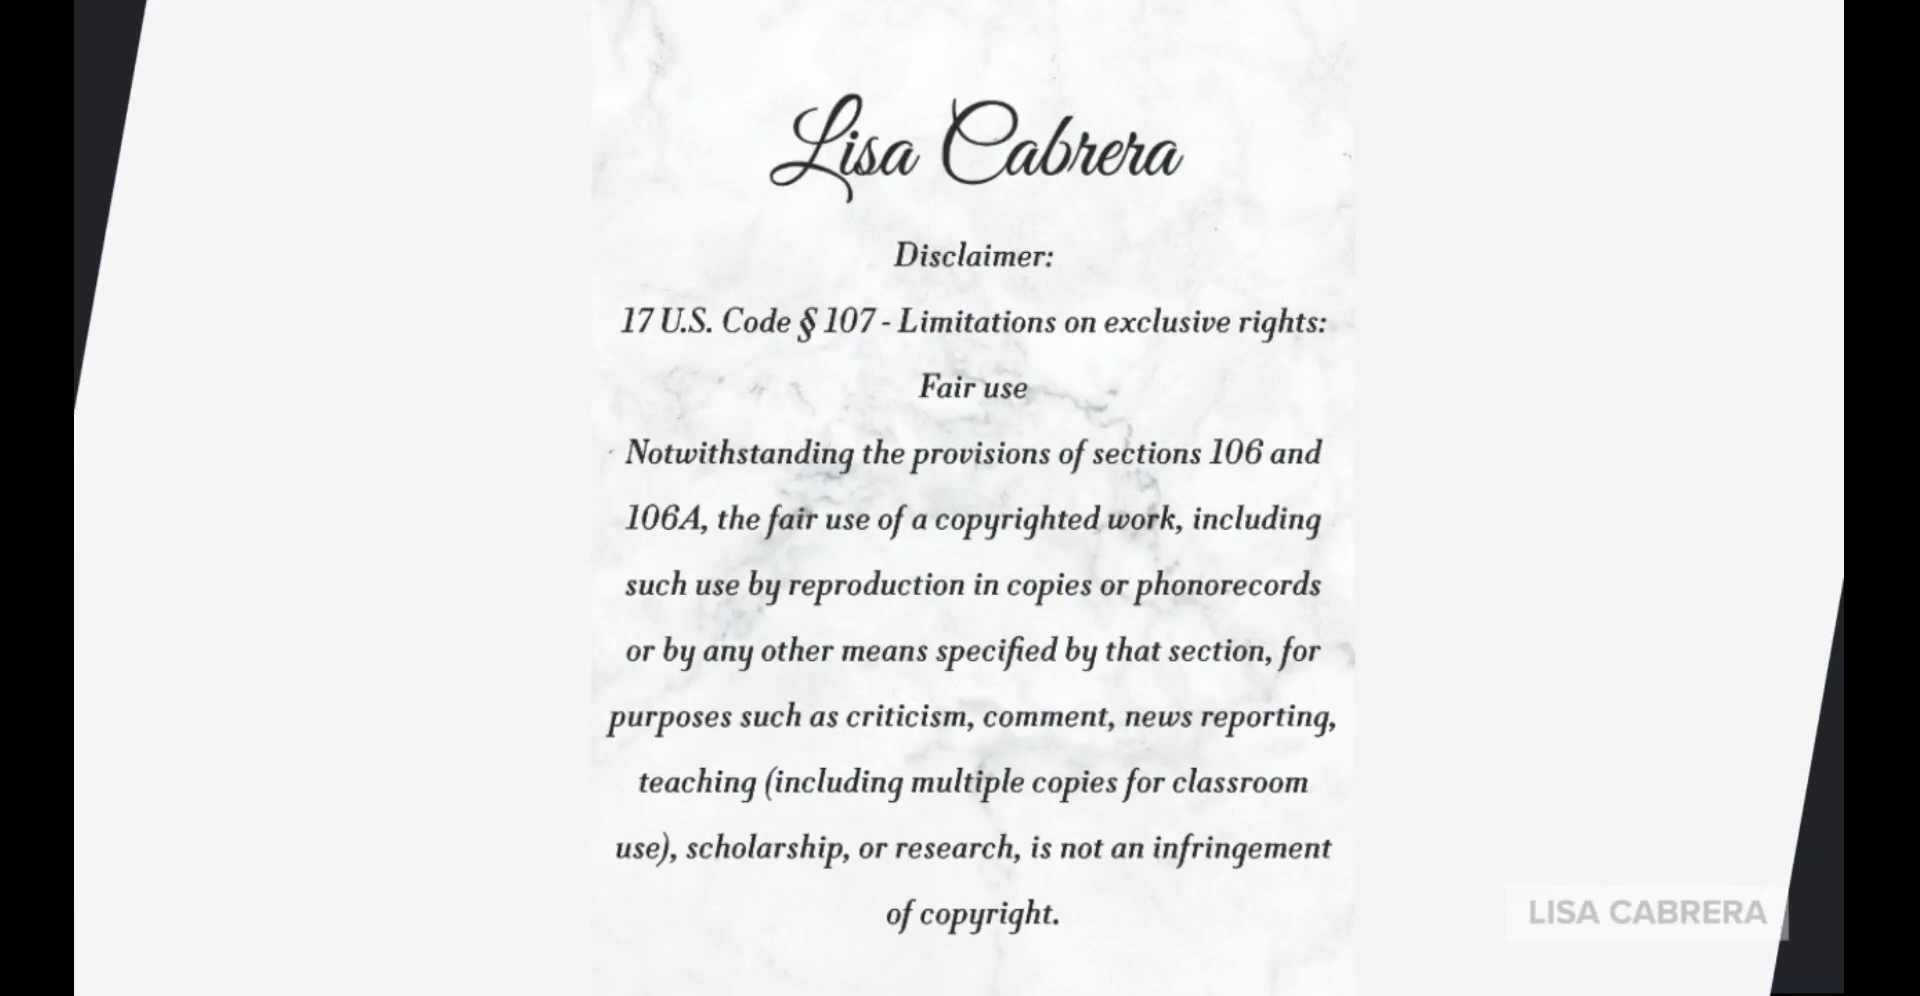 Lisa Cabrera
Disclaimer:
17 U.S. Code § 107 - Limitations on exclusive rights:
Fair use
Notwithstanding the provisions of sections 106 and
106A, the fair use of a copyrighted work, including
such use by reproduction in copies or phonorecords
or by any other means specified by that section, for
purposes such as criticism, comment, news reporting,
teaching (including multiple copies for classroom
use), scholarship, or research, is not an infringement
of copyright.
LISA CABRERA